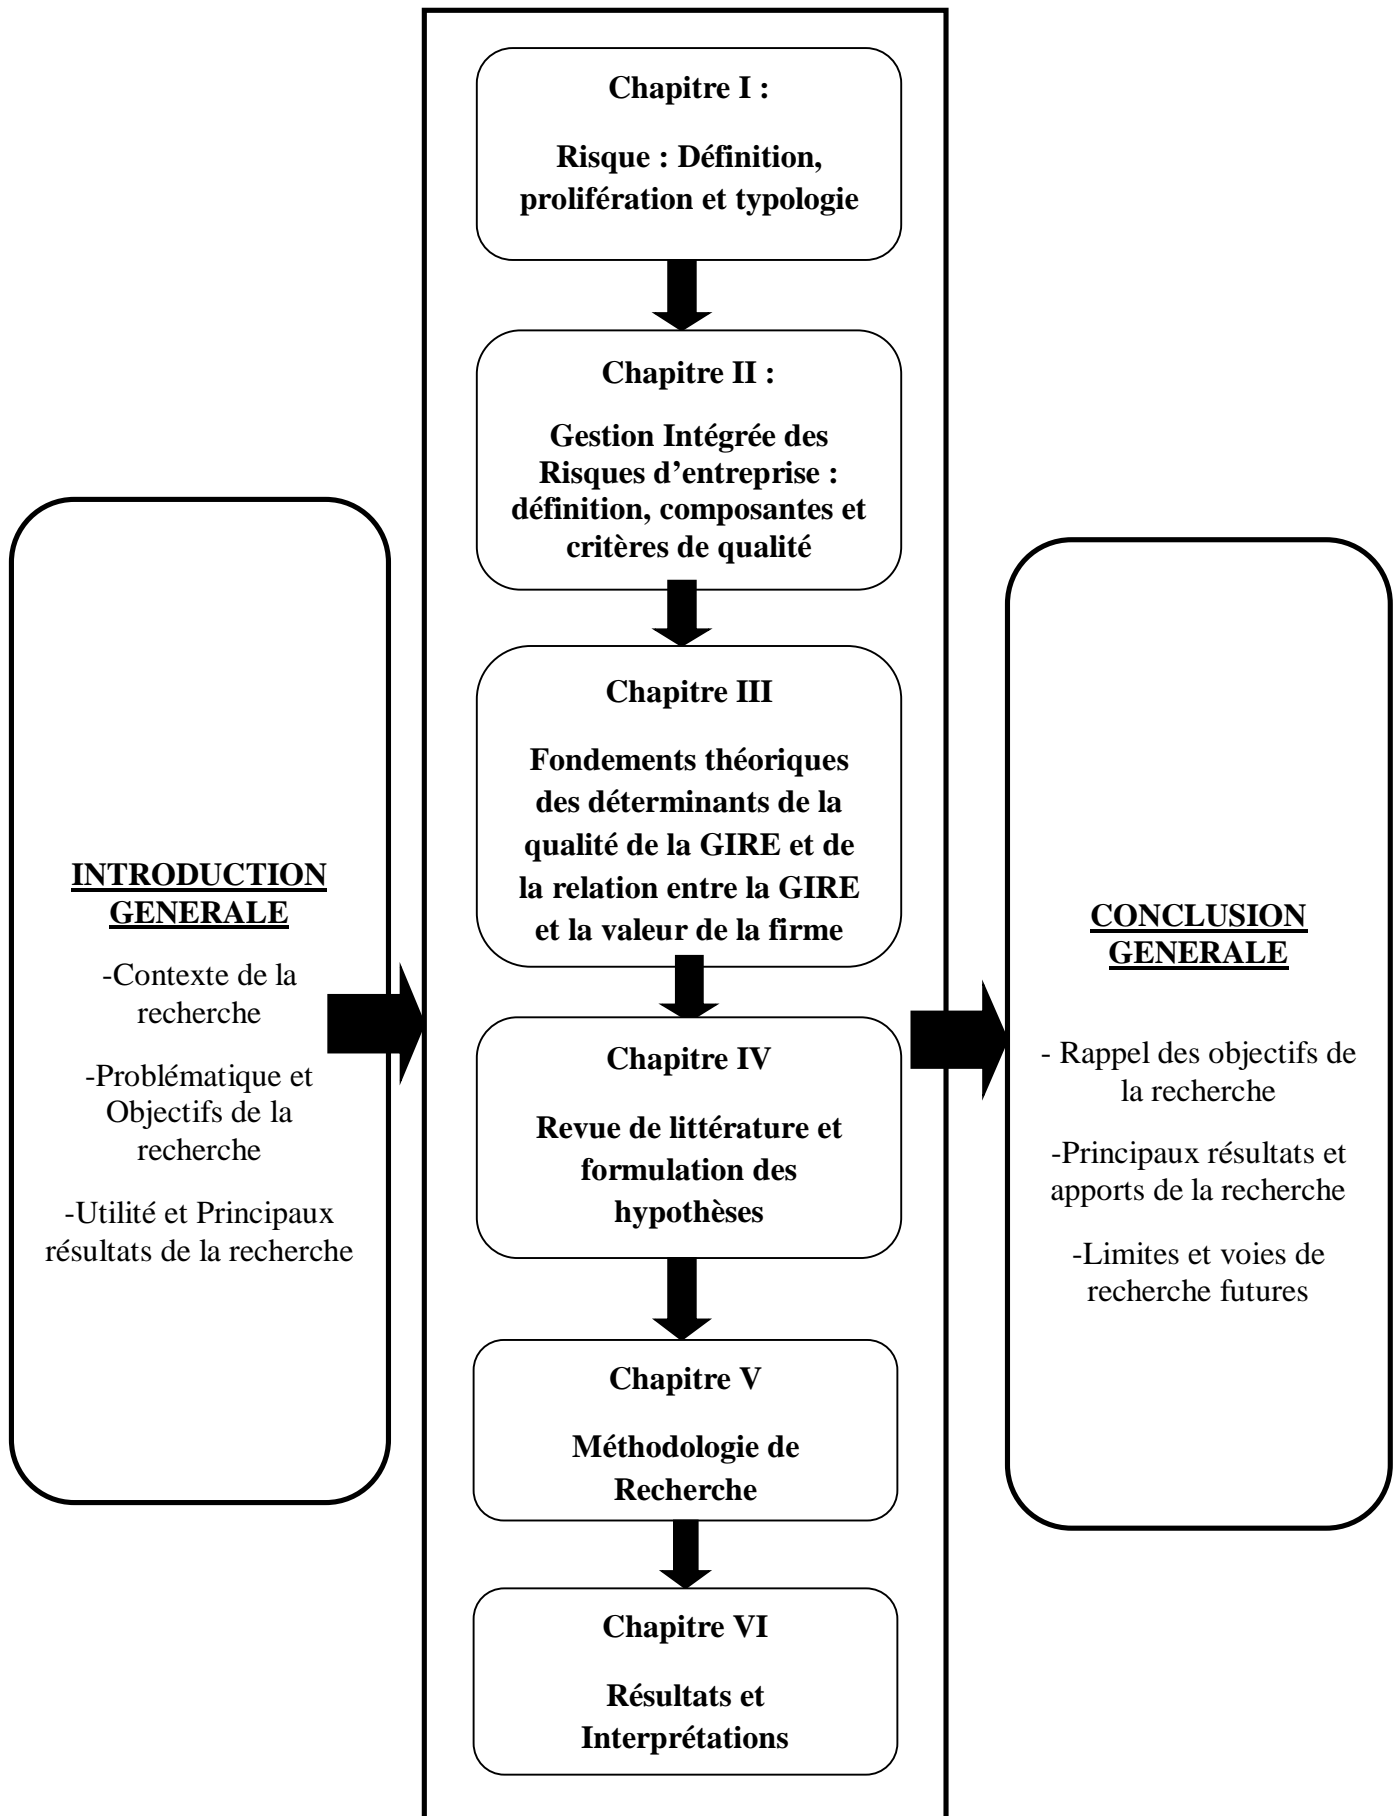 INTRODUCTION
GENERALE
-Contexte de la
recherche
-Problématique et
Objectifs de la
recherche
-Utilité et Principaux
résultats de la recherche
Chapitre I :
Risque : Définition,
prolifération et typologie
Chapitre II :
Gestion Intégrée des
Risques d’entreprise :
définition, composantes et
critères de qualité
Chapitre III
Fondements théoriques
des déterminants de la
qualité de la GIRE et de
la relation entre la GIRE
et la valeur de la firme
Chapitre IV
Revue de littérature et
formulation des
hypothèses
Chapitre V
Méthodologie de
Recherche
Chapitre VI
Résultats et
Interprétations
CONCLUSION
GENERALE
- Rappel des objectifs de
la recherche
-Principaux résultats et
apports de la recherche
-Limites et voies de
recherche futures